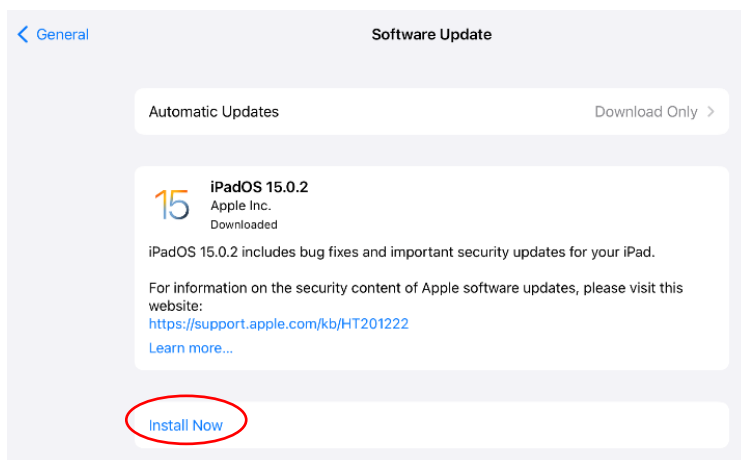 General
Software Update
Automatic Updates
Download Only
15
iPadOS 15.0.2
Apple Inc.
Downloaded
iPadOS 15.0.2 includes bug fixes and important security updates for your iPad.
For information on the security content of Apple software updates, please visit this
website:
https://support.apple.com/kb/HT201222
Learn more...
Install Now